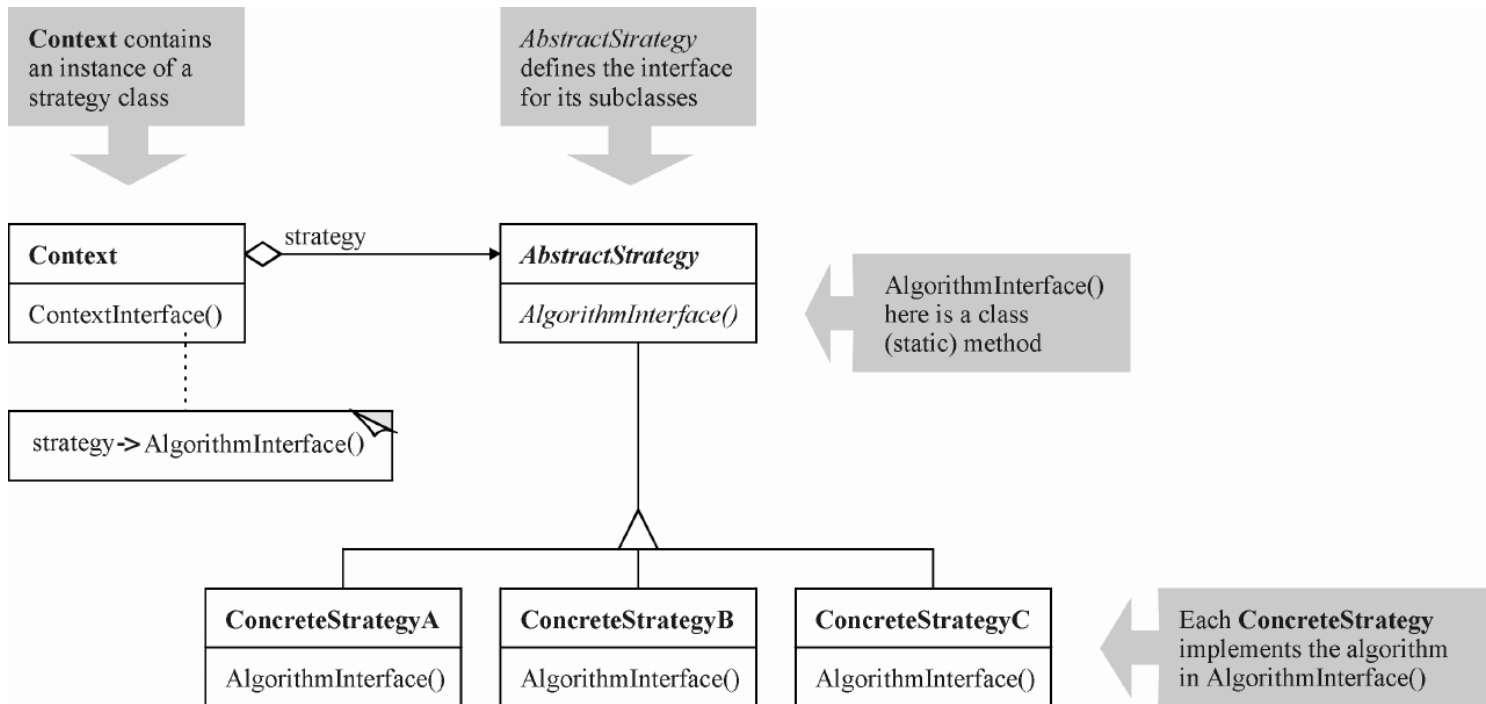 Context contains
an instance of a
strategy class
AbstractStrategy
defines the interface
for its subclasses
Context
ContextInterface()
strategy
AbstractStrategy
AlgorithmInterface()
AlgorithmInterface()
here is a class
(static) method
strategy->AlgorithmInterface()
ConcreteStrategyA
AlgorithmInterface()
ConcreteStrategyB
AlgorithmInterface()
ConcreteStrategyC
AlgorithmInterface()
Each ConcreteStrategy
implements the algorithm
in AlgorithmInterface()